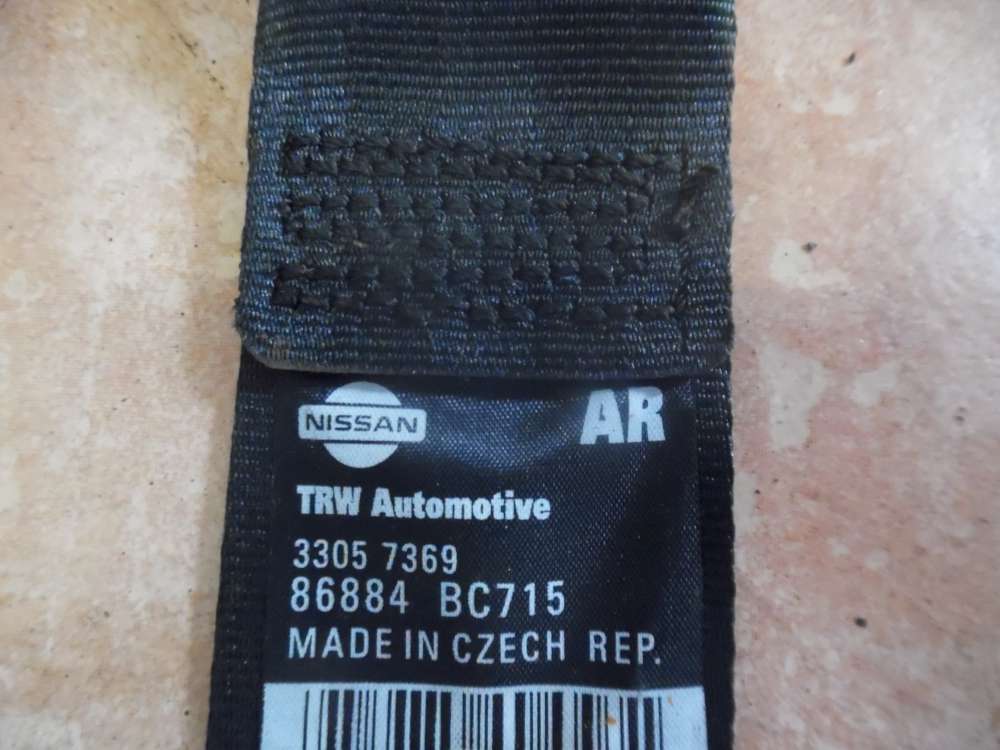 NISSAN AR
TRW Automotive
3305 7369
86884 BC715
MADE IN CZECH REP.